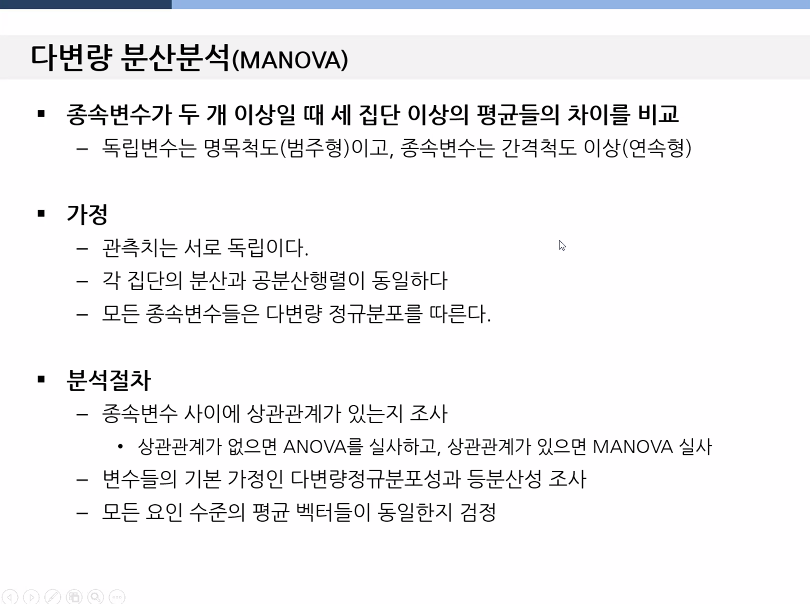 다변량 분산분석(MANOVA)
▪ 종속변수가 두 개 이상일 때 세 집단 이상의 평균들의 차이를 비교
– 독립변수는 명목척도(범주형)이고, 종속변수는 간격척도 이상(연속형)
▪ 가정
– 관측치는 서로 독립이다.
– 각 집단의 분산과 공분산행렬이 동일하다
– 모든 종속변수들은 다변량 정규분포를 따른다.
▪ 분석절차
– 종속변수 사이에 상관관계가 있는지 조사
• 상관관계가 없으면 ANOVA를 실사하고, 상관관계가 있으면 MANOVA 실사
– 변수들의 기본 가정인 다변량정규분포성과 등분산성 조사
– 모든 요인 수준의 평균 벡터들이 동일한지 검정